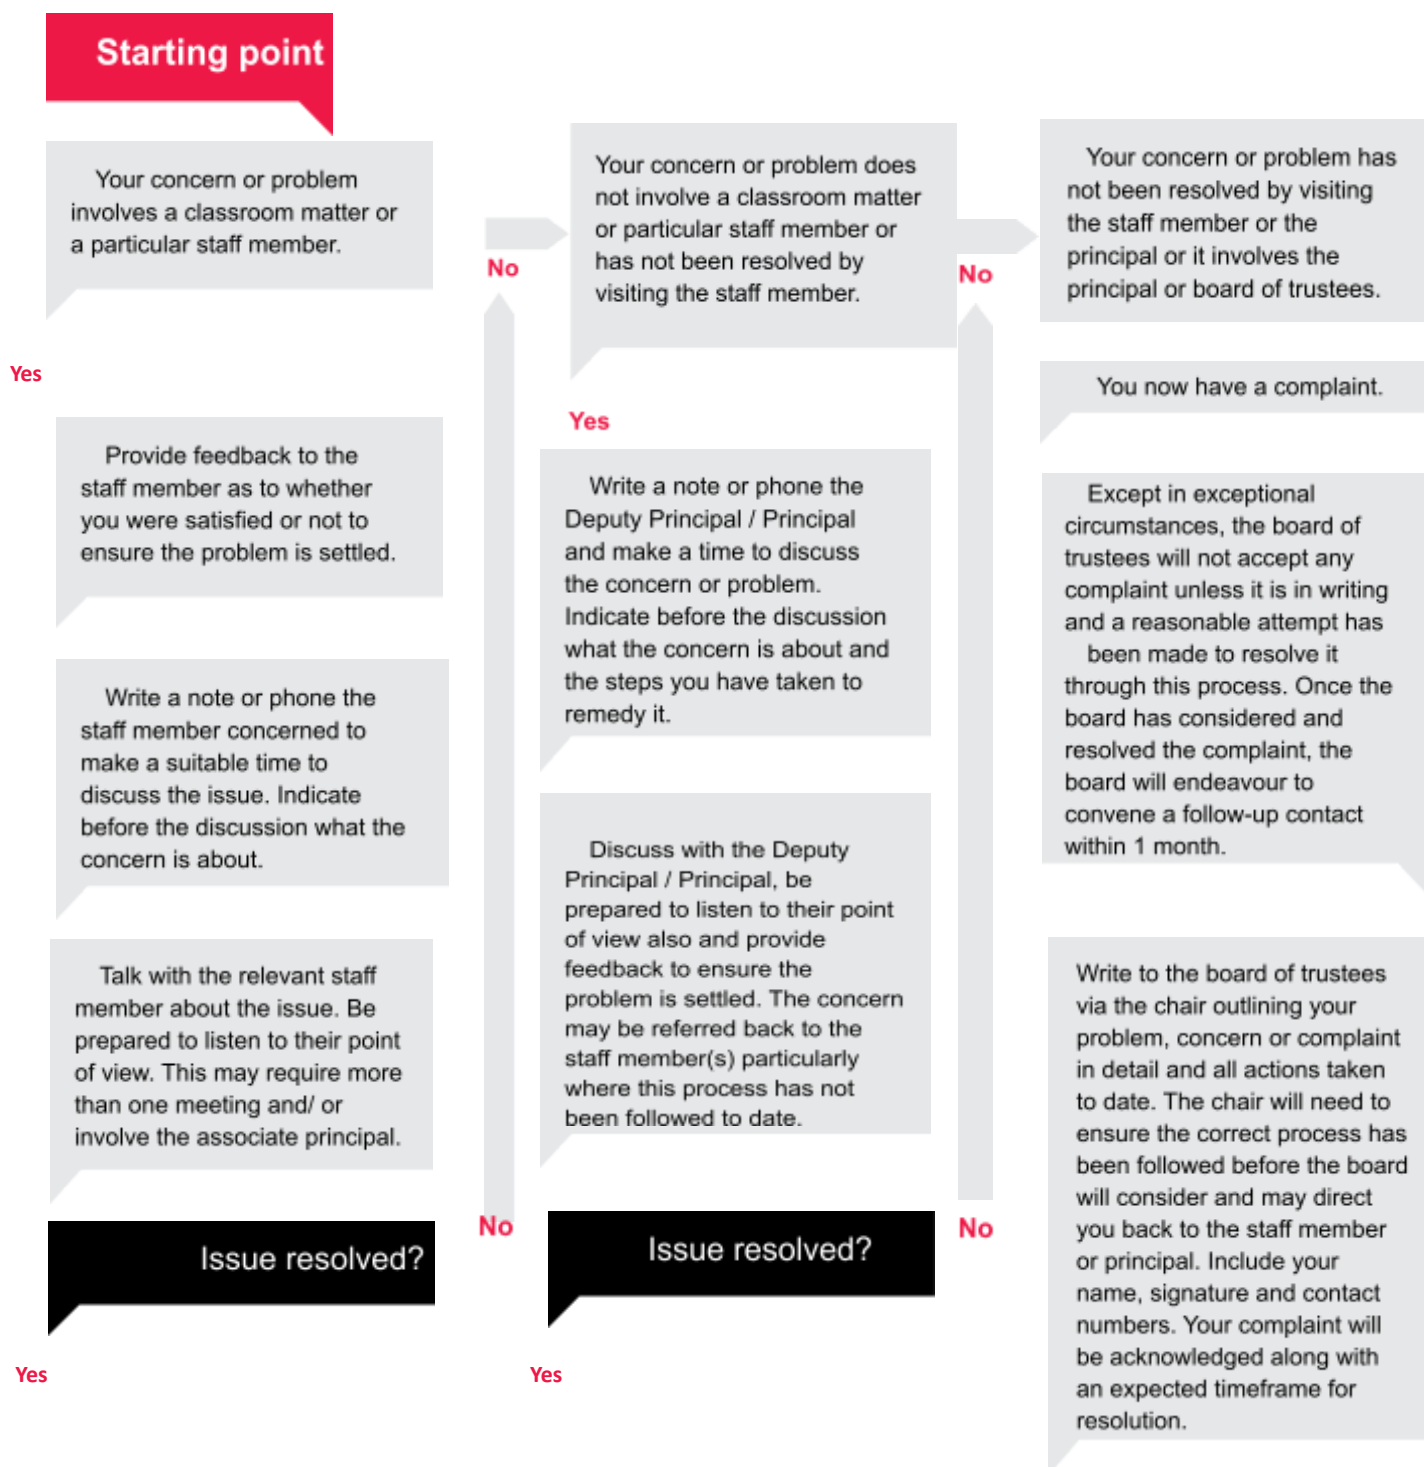 Starting point
Your concern or problem
involves a classroom matter or
a particular staff member.
Yes
Provide feedback to the
staff member as to whether
you were satisfied or not to
ensure the problem is settled.
Write a note or phone the
staff member concerned to
make a suitable time to
discuss the issue. Indicate
before the discussion what the
concern is about.
Talk with the relevant staff
member about the issue. Be
prepared to listen to their point
of view. This may require more
than one meeting and/ or
involve the associate principal.
Issue resolved?
Yes
No
No
Your concern or problem does
not involve a classroom matter
or particular staff member or
has not been resolved by
visiting the staff member.
Yes
Write a note or phone the
Deputy Principal / Principal
and make a time to discuss
the concern or problem.
Indicate before the discussion
what the concern is about and
the steps you have taken to
remedy it.
Discuss with the Deputy
Principal / Principal, be
prepared to listen to their point
of view also and provide
feedback to ensure the
problem is settled. The concern
may be referred back to the
staff member(s) particularly
where this process has not
been followed to date.
Issue resolved?
Yes
No
No
Your concern or problem has
not been resolved by visiting
the staff member or the
principal or it involves the
principal or board of trustees.
You now have a complaint.
Except in exceptional
circumstances, the board of
trustees will not accept any
complaint unless it is in writing
and a reasonable attempt has
been made to resolve it
through this process. Once the
board has considered and
resolved the complaint, the
board will endeavour to
convene a follow-up contact
within 1 month.
Write to the board of trustees
via the chair outlining your
problem, concern or complaint
in detail and all actions taken
to date. The chair will need to
ensure the correct process has
been followed before the board
will consider and may direct
you back to the staff member
or principal. Include your
name, signature and contact
numbers. Your complaint will
be acknowledged along with
an expected timeframe for
resolution.